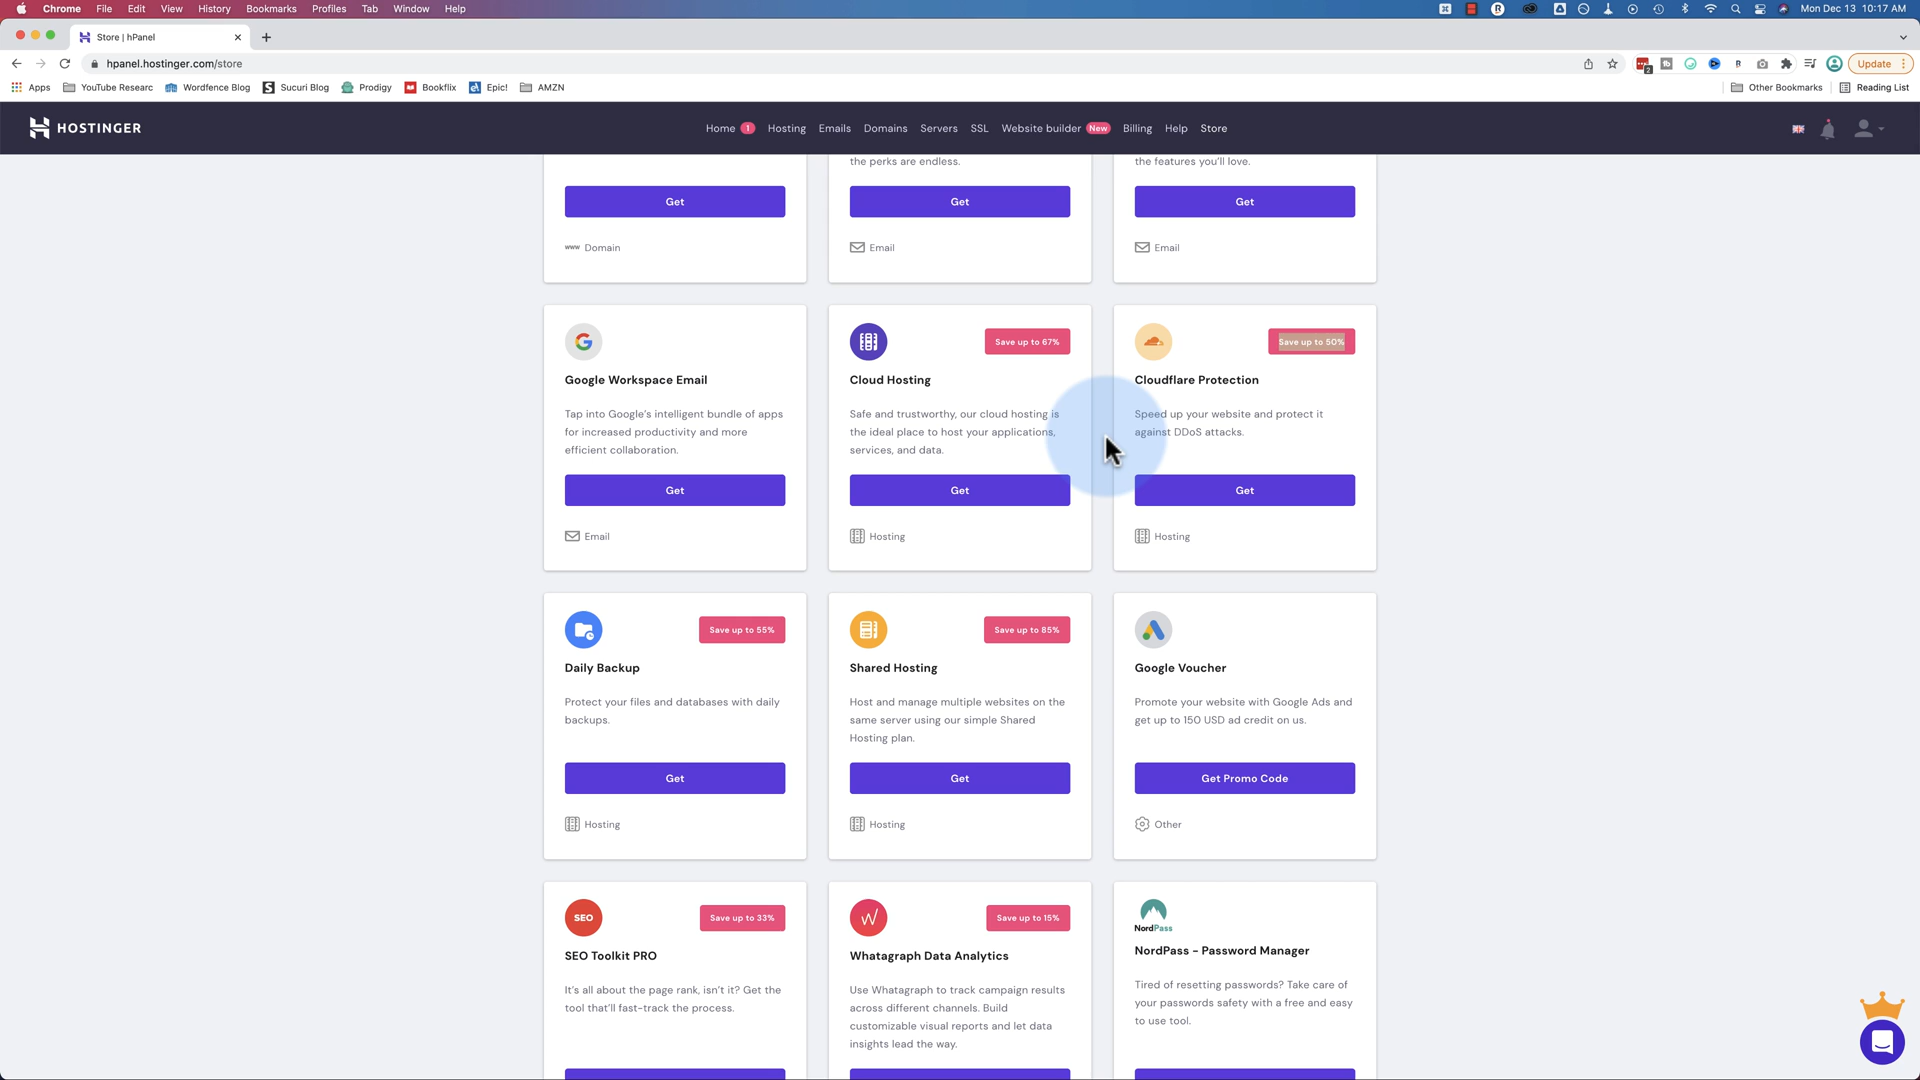 Chrome File Edit View History Bookmarks Profiles Tab Window Help
Mon Dec 13 10:17 AM
Store | hPanel
hpanel.hostinger.com/store
2
Update
Apps YouTube Researc Wordfence Blog Sucuri Blog Prodigy Bookflix Epic! AMZN
Other Bookmarks Reading List
HOSTINGER
Home 1 Hosting Emails Domains Servers SSL Website builder New Billing Help Store
the perks are endless.
the features you'll love.
Get
Get
Get
www Domain
Email
Email
Google Workspace Email
Tap into Google's intelligent bundle of apps
for increased productivity and more
efficient collaboration.
Get
Email
Save up to 67%
Cloud Hosting
Safe and trustworthy, our cloud hosting is
the ideal place to host your applications,
services, and data.
Get
Hosting
Save up to 50%
Cloudflare Protection
Speed up your website and protect it
against DDoS attacks.
Get
Hosting
Save up to 55%
Daily Backup
Protect your files and databases with daily
backups.
Get
Hosting
Save up to 85%
Shared Hosting
Host and manage multiple websites on the
same server using our simple Shared
Hosting plan.
Get
Hosting
Google Voucher
Promote your website with Google Ads and
get up to 150 USD ad credit on us.
Get Promo Code
Other
SEO
Save up to 33%
SEO Toolkit PRO
It's all about the page rank, isn't it? Get the
tool that'll fast-track the process.
Save up to 15%
Whatagraph Data Analytics
Use Whatagraph to track campaign results
across different channels. Build
customizable visual reports and let data
insights lead the way.
NordPass
NordPass - Password Manager
Tired of resetting passwords? Take care of
your passwords safety with a free and easy
to use tool.